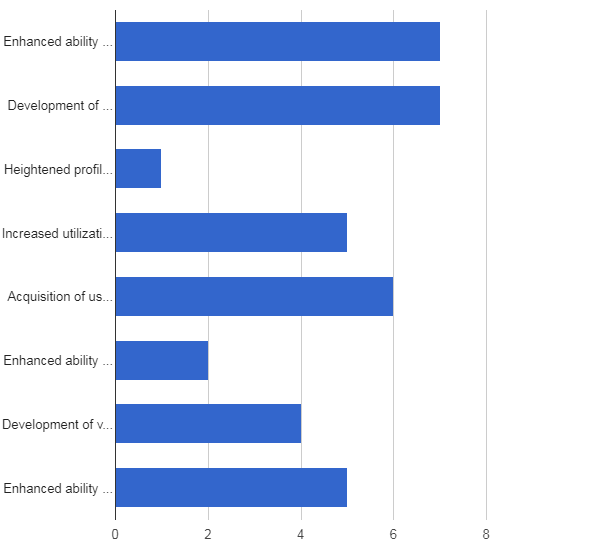 Enhanced ability ...
Development of ...
Heightened profil...
Increased utilizati...
Acquisition of us...
Enhanced ability ...
Development of v...
Enhanced ability ...
0 2 4 6 8